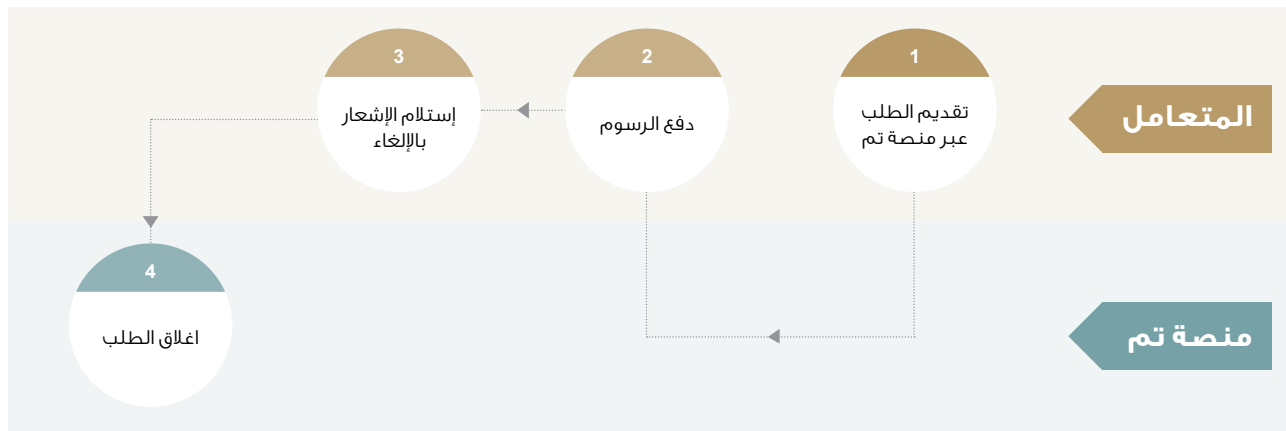 المتعامل
1
تقديم الطلب
عبر منصة تم
2
دفع الرسوم
3
إستلام الإشعار
بالإلغاء
منصة تم
4
اغلاق الطلب